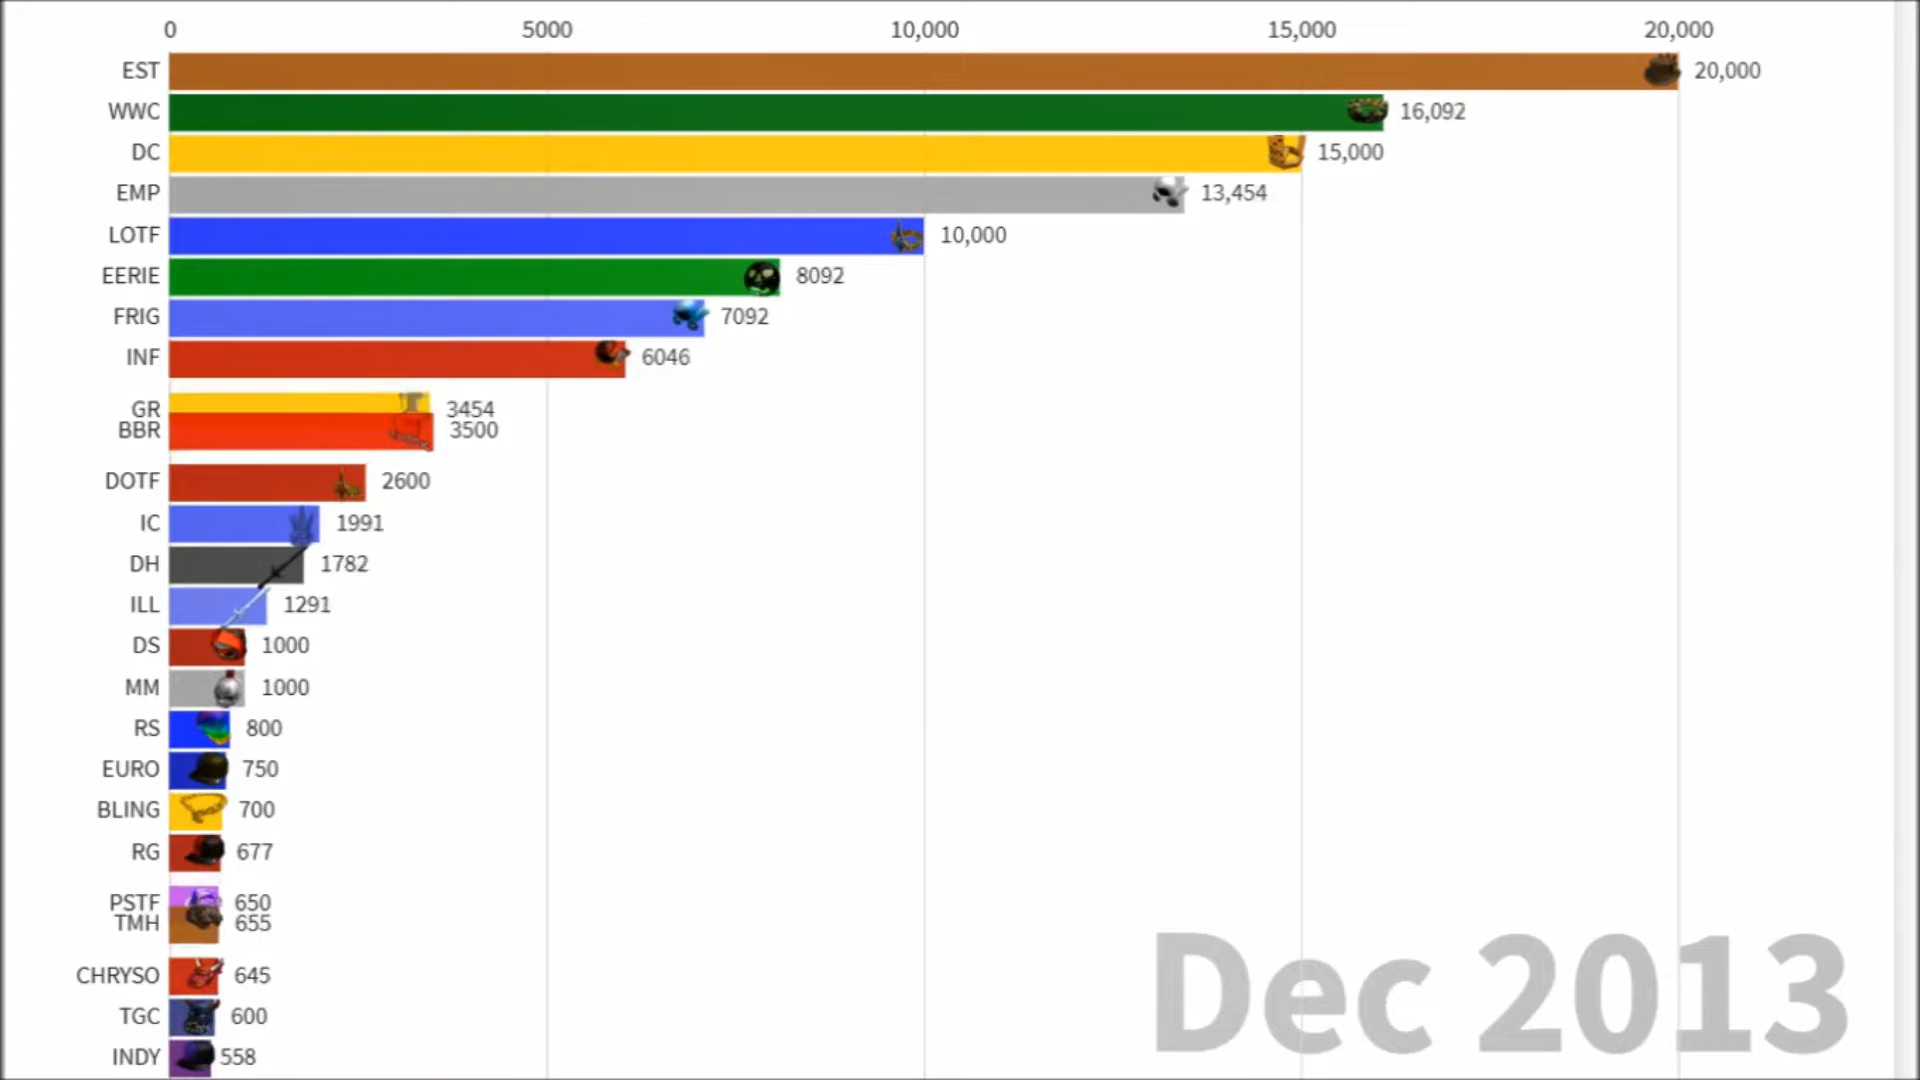 0 5000 10,000 15,000 20,000
EST 20,000
WWC 16,092
DC 15,000
EMP 13,454
LOTF 10,000
EERIE 8092
FRIG 7092
INF 6046
GR 3454
BBR 3500
DOTF 2600
IC 1991
DH 1782
ILL 1291
DS 1000
MM 1000
RS 800
EURO 750
BLING 700
RG 677
PSTF 650
TMH 655
CHRYSO 645
TGC 600
INDY 558
Dec 2013